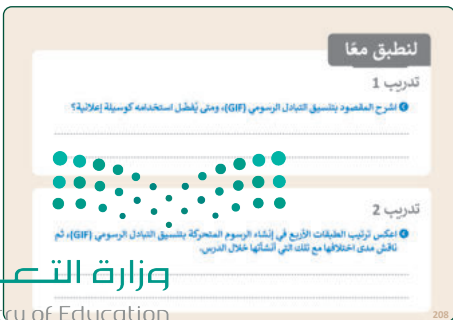 لنطبق معًا
تدريب 1
اشرح المقصود بتنسيق التبادل الرسومي (GIF)، ومتى يُفضل استخدامه كوسيلة إعلانية؟
تدريب 2
اعكس ترتيب الطبقات الأربع في إنشاء الرسوم المتحركة بتنسيق التبادل الرسومي (GIF)، ثم
ناقش مدى اختلافها مع تلك التي أنشأتها خلال الدرس.
وزارة التـ
of Education
208